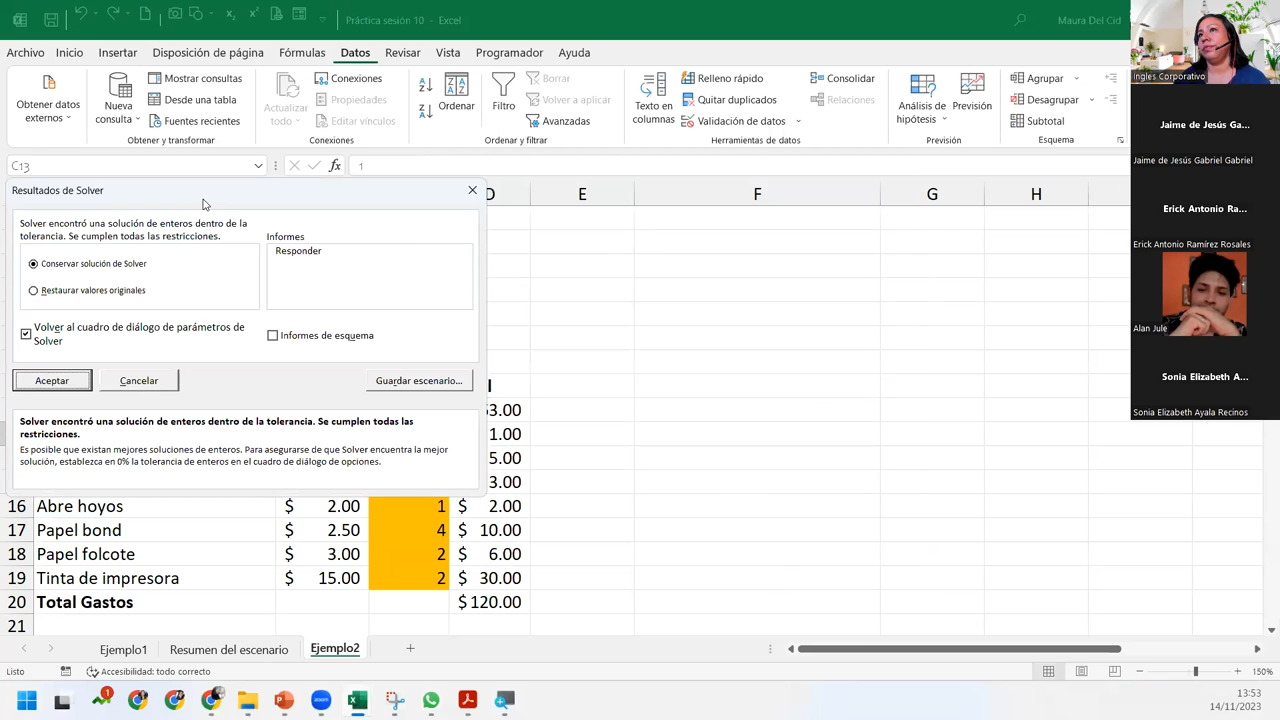 Práctica sesión 10 - Excel
Maura Del Cid
Archivo Inicio Insertar Disposición de página Fórmulas Datos Revisar Vista Programador Ayuda
Obtener datos externos
Nueva consulta
Mostrar consultas
Desde una tabla
Fuentes recientes
Obtener y transformar
Actualizar todo
Conexiones
Propiedades
Editar vínculos
Conexiones
Ordenar
Filtro
Borrar
Volver a aplicar
Avanzadas
Ordenar y filtrar
Texto en columnas
Relleno rápido
Quitar duplicados
Validación de datos
Consolidar
Relaciones
Herramientas de datos
Análisis de hipótesis
Previsión
Previsión
Agrupar
Desagrupar
Subtotal
Esquema
C13
fx 1
Resultados de Solver
Solver encontró una solución de enteros dentro de la
tolerancia. Se cumplen todas las restricciones.
Conservar solución de Solver
Restaurar valores originales
Volver al cuadro de diálogo de parámetros de
Solver
Informes
Responder
Informes de esquema
Aceptar Cancelar Guardar escenario...
Solver encontró una solución de enteros dentro de la tolerancia. Se cumplen todas las
restricciones.
Es posible que existan mejores soluciones de enteros. Para asegurarse de que Solver encuentra la mejor
solución, establezca en 0% la tolerancia de enteros en el cuadro de diálogo de opciones.
D E F G H
3.00
1.00
5.00
3.00
16 Abre hoyos $ 2.00 1 $ 2.00
17 Papel bond $ 2.50 4 $ 10.00
18 Papel folcote $ 3.00 2 $ 6.00
19 Tinta de impresora $ 15.00 2 $ 30.00
20 Total Gastos $ 120.00
21
Ejemplo1 Resumen del escenario Ejemplo2
Listo
Accesibilidad: todo correcto
150%
1
13:53
14/11/2023
Ingles Corporativo
Jaime de Jesús Ga...
Jaime de Jesús Gabriel Gabriel
Erick Antonio Ra...
Erick Antonio Ramírez Rosales
Alan Jule
Sonia Elizabeth A...
Sonia Elizabeth Ayala Recinos